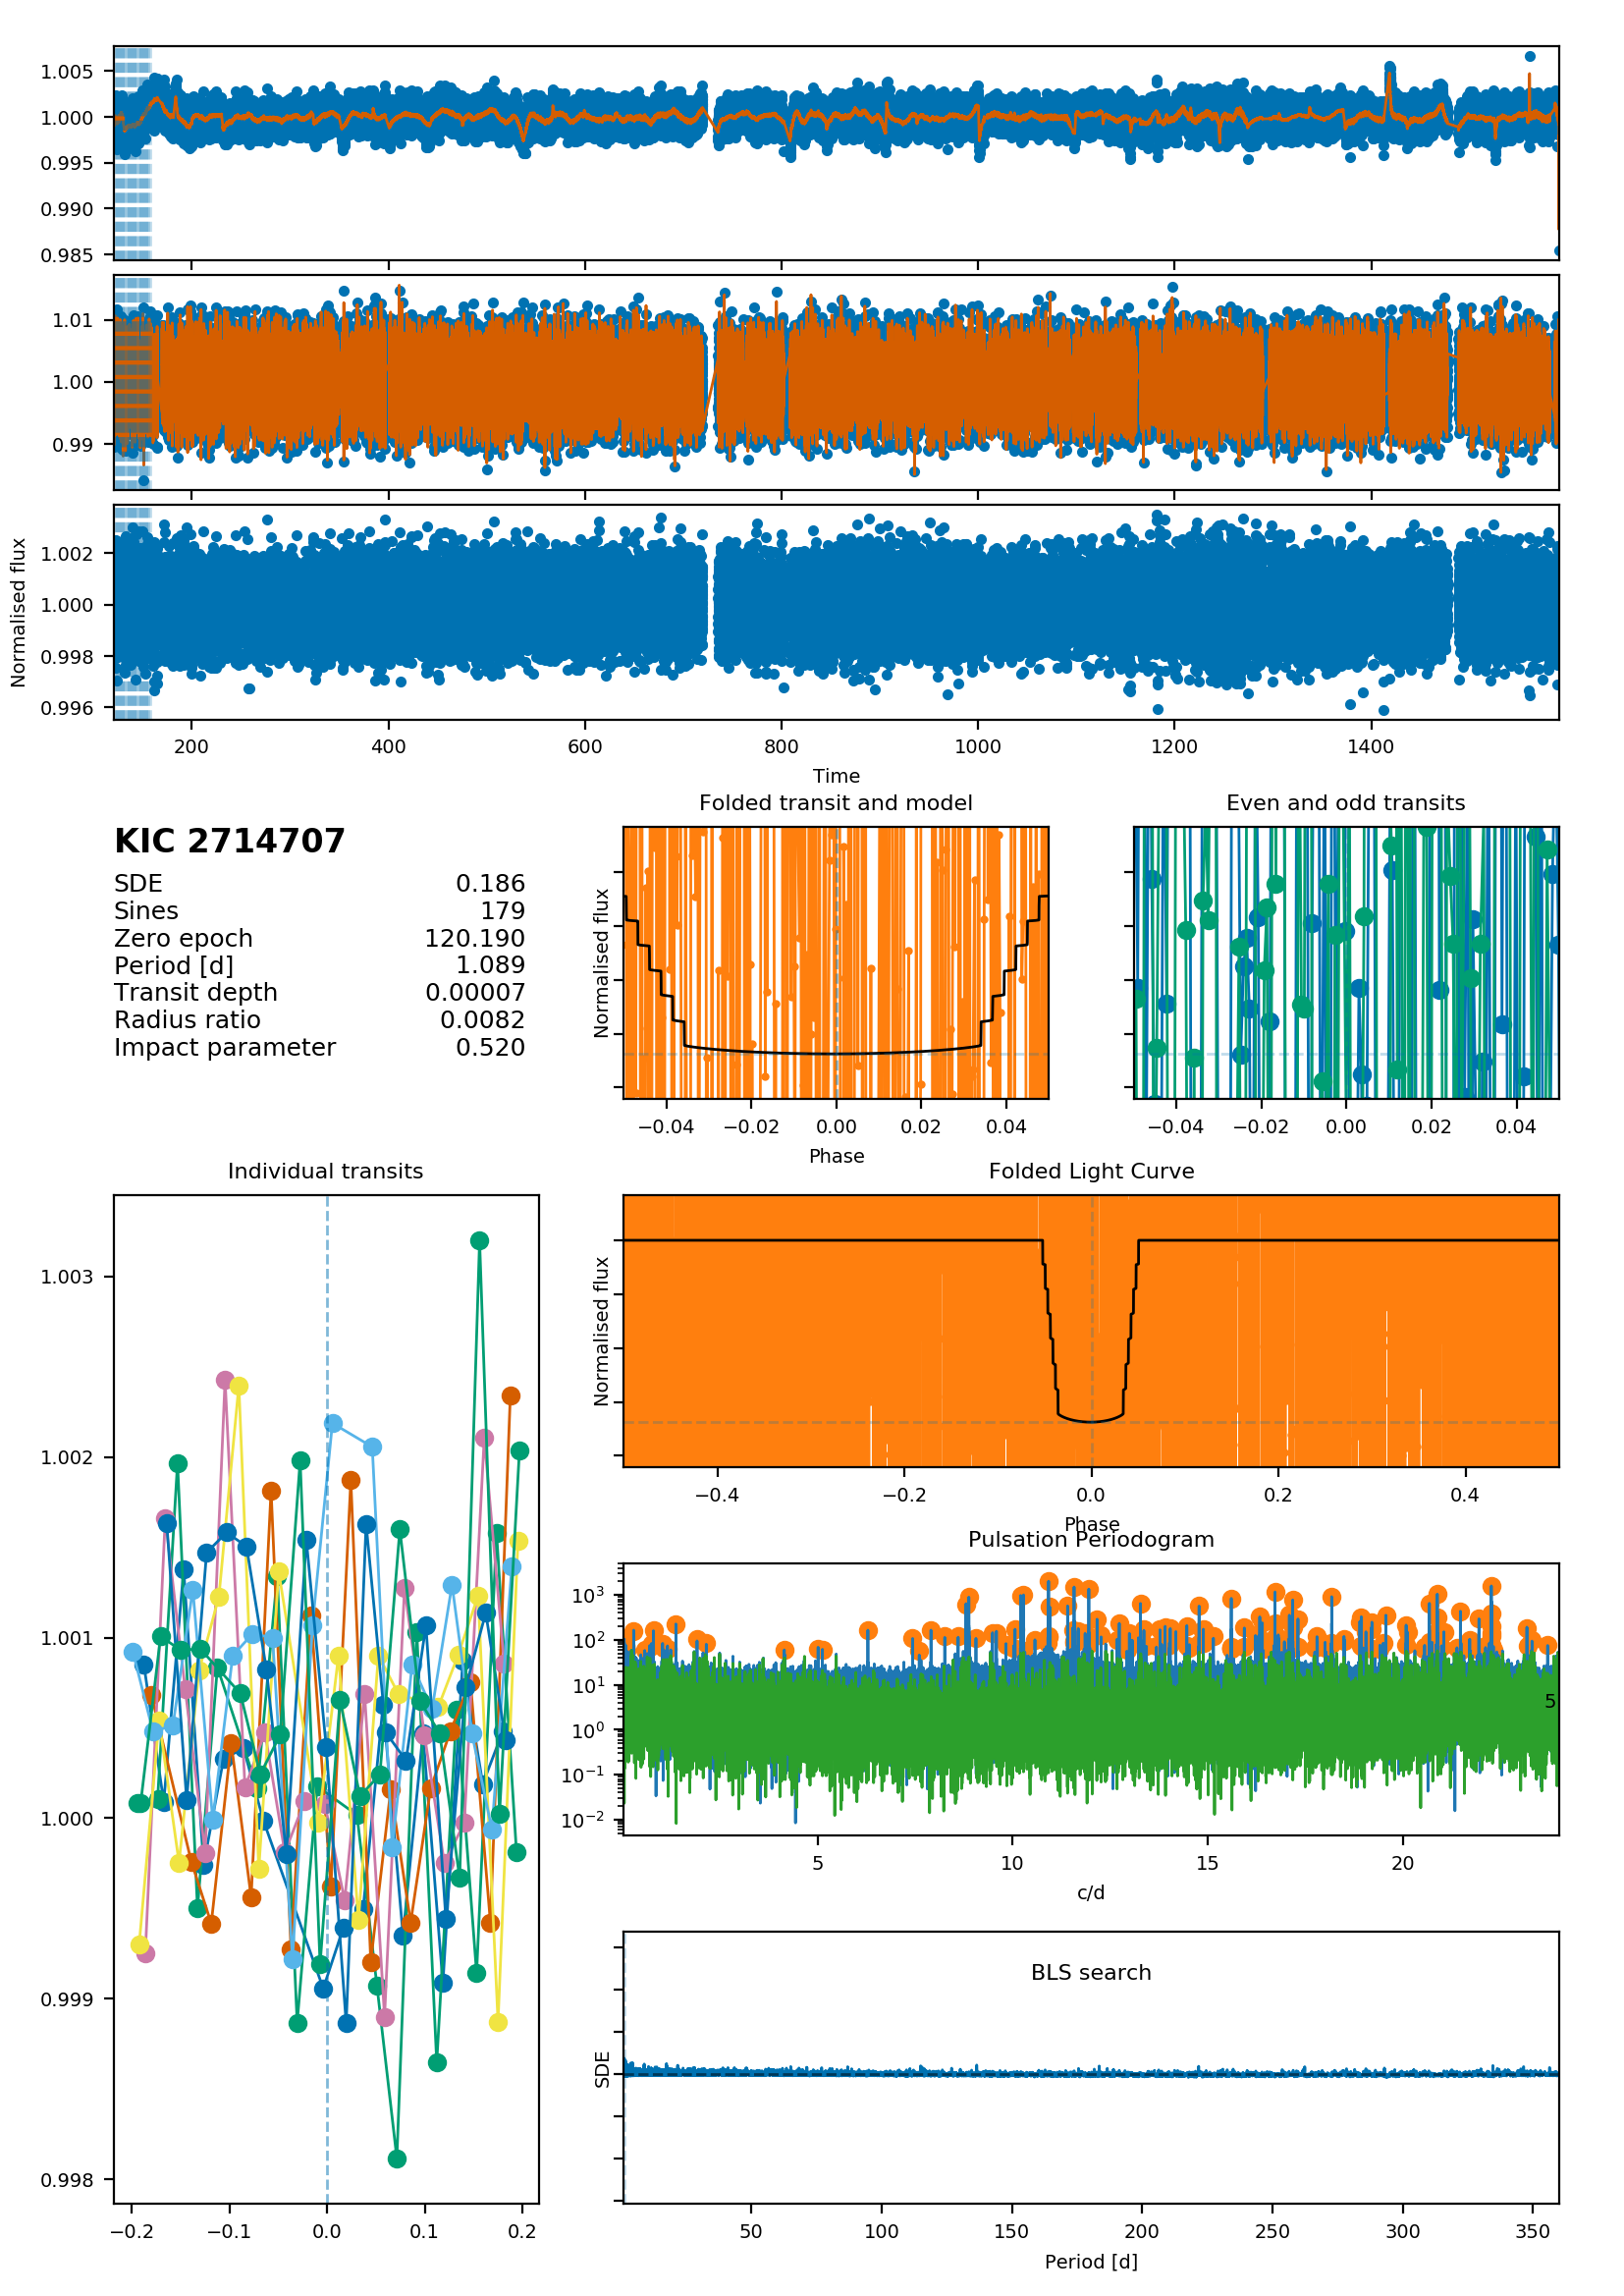 1.005
1.000
0.995
0.990
0.985
1.01
1.00
0.99
1.002
1.000
0.998
0.996
Normalised flux
200 400 600 800 1000 1200 1400
Time
KIC 2714707
SDE 0.186
Sines 179
Zero epoch 120.190
Period [d] 1.089
Transit depth 0.00007
Radius ratio 0.0082
Impact parameter 0.520
Folded transit and model
Normalised flux
−0.04 −0.02 0.00 0.02 0.04
Phase
Even and odd transits
−0.04 −0.02 0.00 0.02 0.04
Individual transits
1.003
1.002
1.001
1.000
0.999
0.998
−0.2 −0.1 0.0 0.1 0.2
Folded Light Curve
Normalised flux
−0.4 −0.2 0.0 0.2 0.4
Phase
Pulsation Periodogram
10³
10²
10¹
10⁰
10⁻¹
10⁻²
5
5 10 15 20
c/d
BLS search
SDE
50 100 150 200 250 300 350
Period [d]